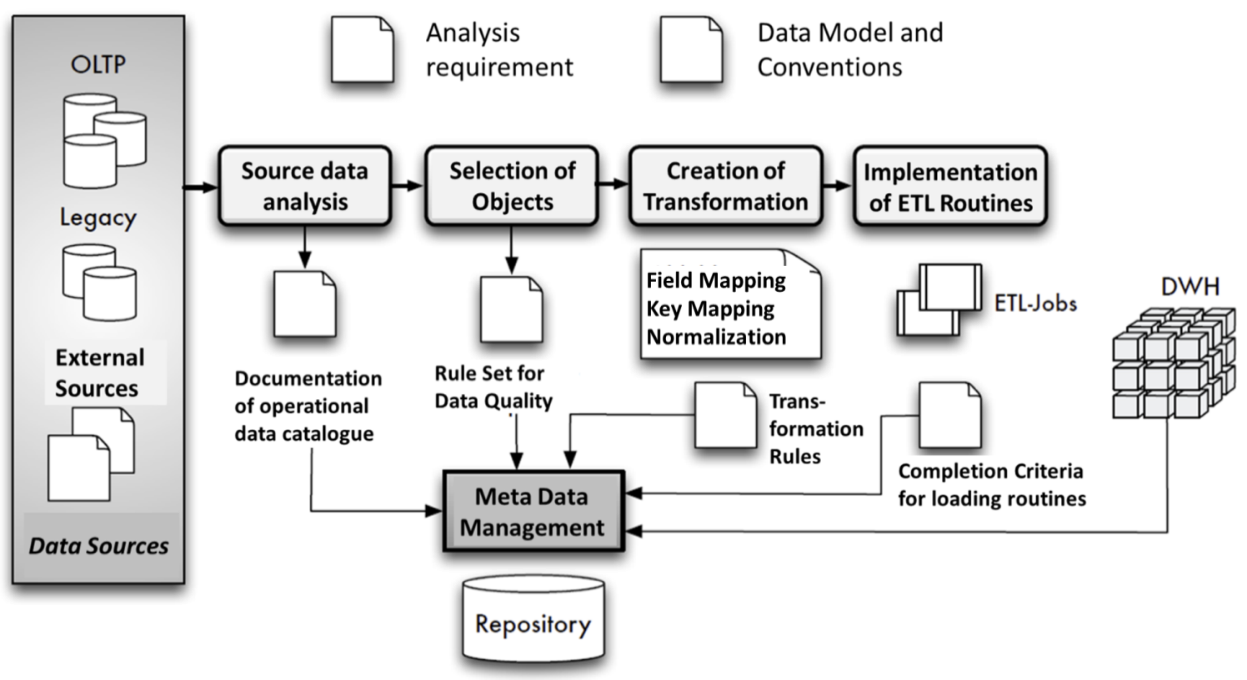 OLTP
Legacy
External
Sources
Data Sources
Analysis
requirement
Data Model and
Conventions
Source data
analysis
Selection of
Objects
Creation of
Transformation
Implementation
of ETL Routines
Documentation
of operational
data catalogue
Rule Set for
Data Quality
Field Mapping
Key Mapping
Normalization
Trans-
formation
Rules
ETL-Jobs
Completion Criteria
for loading routines
DWH
Meta Data
Management
Repository